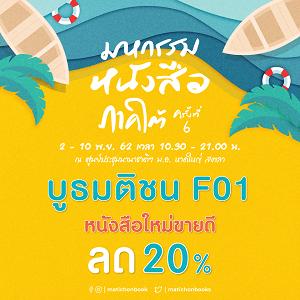 มหกรรม
หนังสือ
ภาคใต้ ครั้งที่ 6
2 - 10 พ.ย. 62 เวลา 10.30 - 21.00 น.
ณ ศูนย์ประชุมนานาชาติฯ ม.อ. หาดใหญ่ สงขลา
บูธมติชน F01
หนังสือใหม่ขายดี
ลด 20%
| matichonbook | matichonbooks